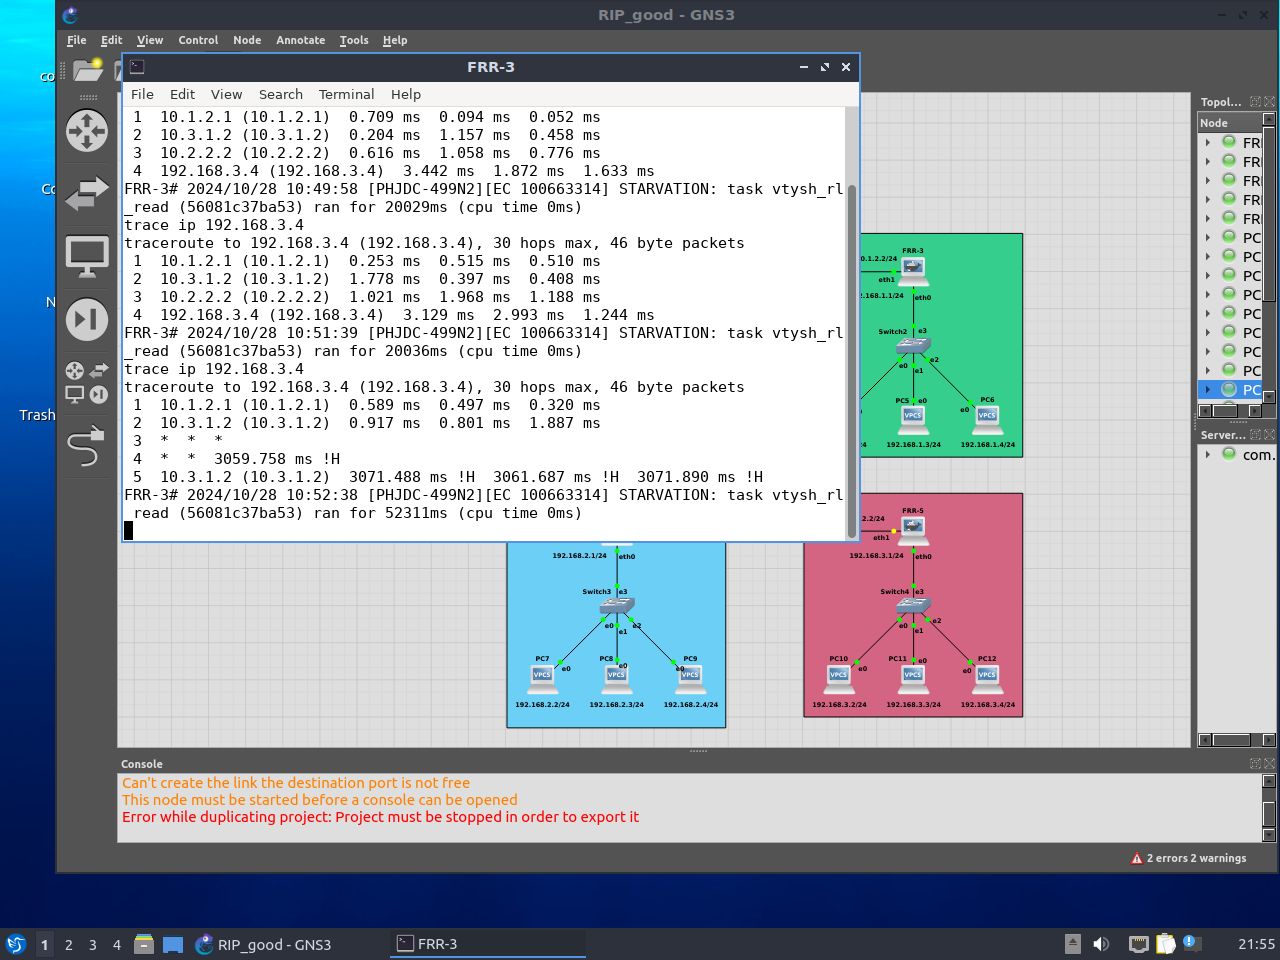 RIP_good - GNS3
File Edit View Control Node Annotate Tools Help
FRR-3
File Edit View Search Terminal Help
1  10.1.2.1 (10.1.2.1)  0.709 ms  0.094 ms  0.052 ms
2  10.3.1.2 (10.3.1.2)  0.204 ms  1.157 ms  0.458 ms
3  10.2.2.2 (10.2.2.2)  0.616 ms  1.058 ms  0.776 ms
4  192.168.3.4 (192.168.3.4)  3.442 ms  1.872 ms  1.633 ms
FRR-3# 2024/10/28 10:49:58 [PHJDC-499N2][EC 100663314] STARVATION: task vtysh_rl
_read (56081c37ba53) ran for 20029ms (cpu time 0ms)
trace ip 192.168.3.4
traceroute to 192.168.3.4 (192.168.3.4), 30 hops max, 46 byte packets
1  10.1.2.1 (10.1.2.1)  0.253 ms  0.515 ms  0.510 ms
2  10.3.1.2 (10.3.1.2)  1.778 ms  0.397 ms  0.408 ms
3  10.2.2.2 (10.2.2.2)  1.021 ms  1.968 ms  1.188 ms
4  192.168.3.4 (192.168.3.4)  3.129 ms  2.993 ms  1.244 ms
FRR-3# 2024/10/28 10:51:39 [PHJDC-499N2][EC 100663314] STARVATION: task vtysh_rl
_read (56081c37ba53) ran for 20036ms (cpu time 0ms)
trace ip 192.168.3.4
traceroute to 192.168.3.4 (192.168.3.4), 30 hops max, 46 byte packets
1  10.1.2.1 (10.1.2.1)  0.589 ms  0.497 ms  0.320 ms
2  10.3.1.2 (10.3.1.2)  0.917 ms  0.801 ms  1.887 ms
3  *  *  *
4  *  *  3059.758 ms !H
5  10.3.1.2 (10.3.1.2)  3071.488 ms !H  3061.687 ms !H  3071.890 ms !H
FRR-3# 2024/10/28 10:52:38 [PHJDC-499N2][EC 100663314] STARVATION: task vtysh_rl
_read (56081c37ba53) ran for 52311ms (cpu time 0ms)
Trash
FRR-3
0.1.2.2/24
eth1
2.168.1.1/24 eth0
Switch2 e3
e0 e1 e2
PC5 e0 e0 PC6
VPCS VPCS
192.168.1.3/24 192.168.1.4/24
FRR-5
2.2/24
eth1
192.168.3.1/24 eth0
Switch4 e3
e0 e1 e2
PC10 e0 PC11 e0 e0 PC12
VPCS VPCS VPCS
192.168.3.2/24 192.168.3.3/24 192.168.3.4/24
192.168.2.1/24 eth0
Switch3 e3
e0 e1 e2
PC7 e0 PC8 e0 e0 PC9
VPCS VPCS VPCS
192.168.2.2/24 192.168.2.3/24 192.168.2.4/24
Topol...
Node
FRI
FRI
FRI
FRI
FRI
PC
PC
PC
PC
PC
PC
PC
PC
PC
Server...
com.
Console
Can't create the link the destination port is not free
This node must be started before a console can be opened
Error while duplicating project: Project must be stopped in order to export it
2 errors 2 warnings
1 2 3 4 RIP_good - GNS3 FRR-3 21:55